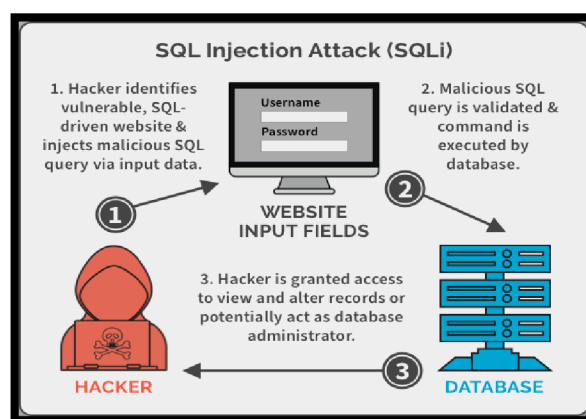 SQL Injection Attack (SQLi)
1. Hacker identifies
vulnerable, SQL-
driven website &
injects malicious SQL
query via input data.
Username
Password
2. Malicious SQL
query is validated &
command is
executed by
database.
1
2
WEBSITE
INPUT FIELDS
3. Hacker is granted access
to view and alter records or
potentially act as database
administrator.
3
HACKER
DATABASE